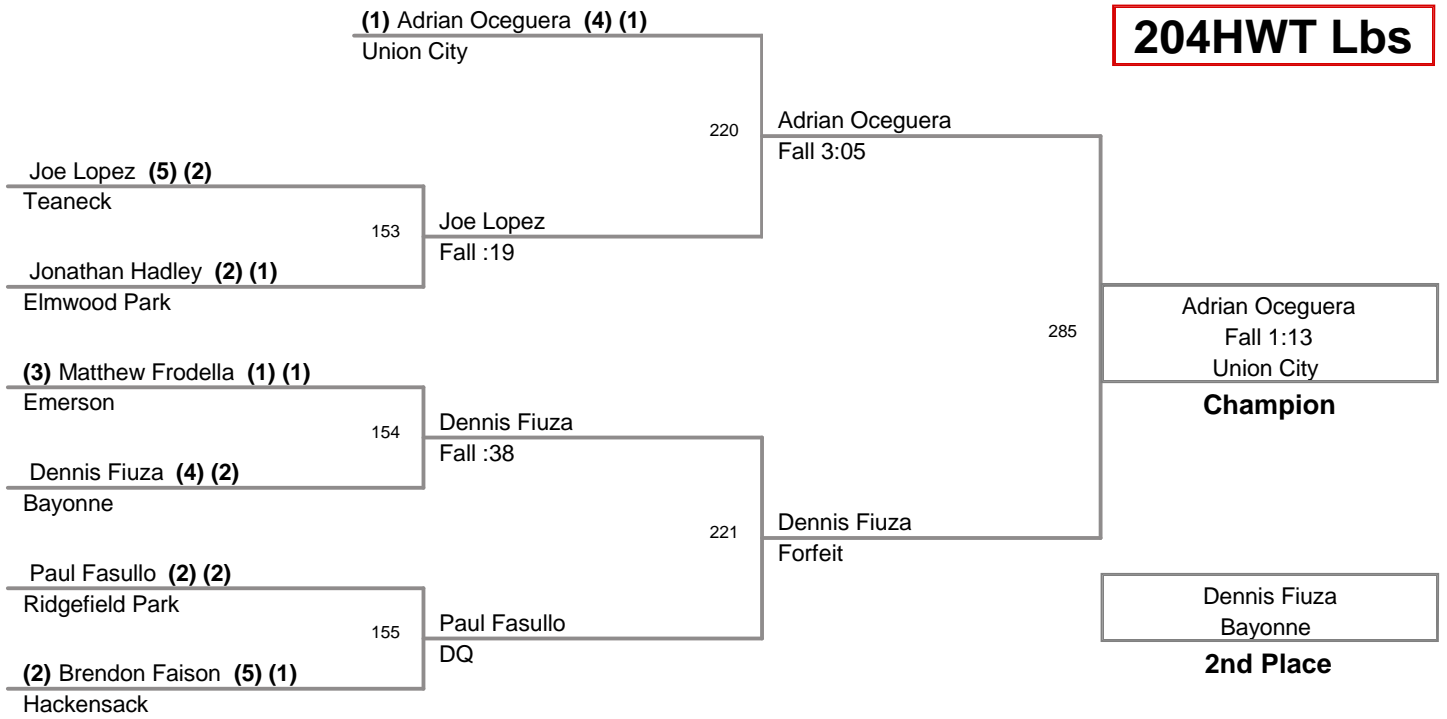 (1) Adrian Oceguera (4) (1)
Union City
204HWT Lbs
220
Adrian Oceguera
Fall 3:05
Joe Lopez (5) (2)
Teaneck
153
Joe Lopez
Fall :19
Jonathan Hadley (2) (1)
Elmwood Park
285
Adrian Oceguera
Fall 1:13
Union City
Champion
(3) Matthew Frodella (1) (1)
Emerson
154
Dennis Fiuza
Fall :38
Dennis Fiuza (4) (2)
Bayonne
221
Dennis Fiuza
Forfeit
Paul Fasullo (2) (2)
Ridgefield Park
155
Paul Fasullo
DQ
(2) Brendon Faison (5) (1)
Hackensack
Dennis Fiuza
Bayonne
2nd Place